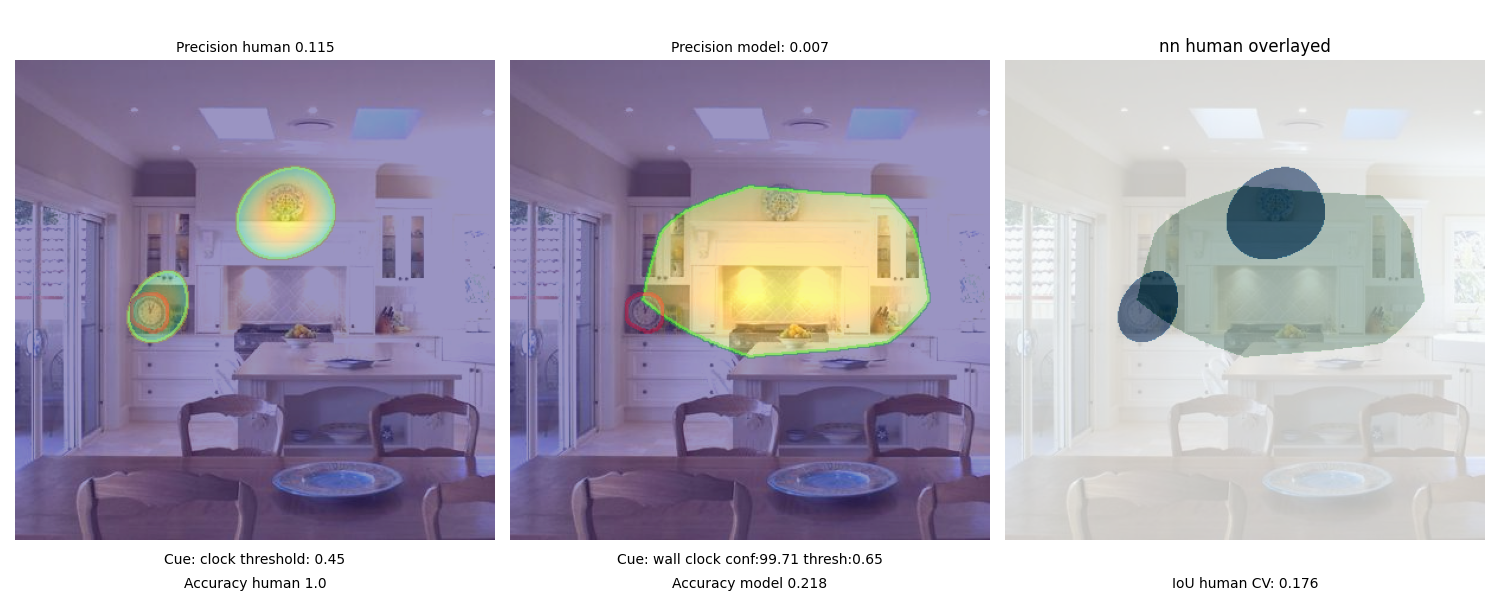 Precision human 0.115
Precision model: 0.007
nn human overlayed
Cue: clock threshold: 0.45
Accuracy human 1.0
Cue: wall clock conf:99.71 thresh:0.65
Accuracy model 0.218
IoU human CV: 0.176